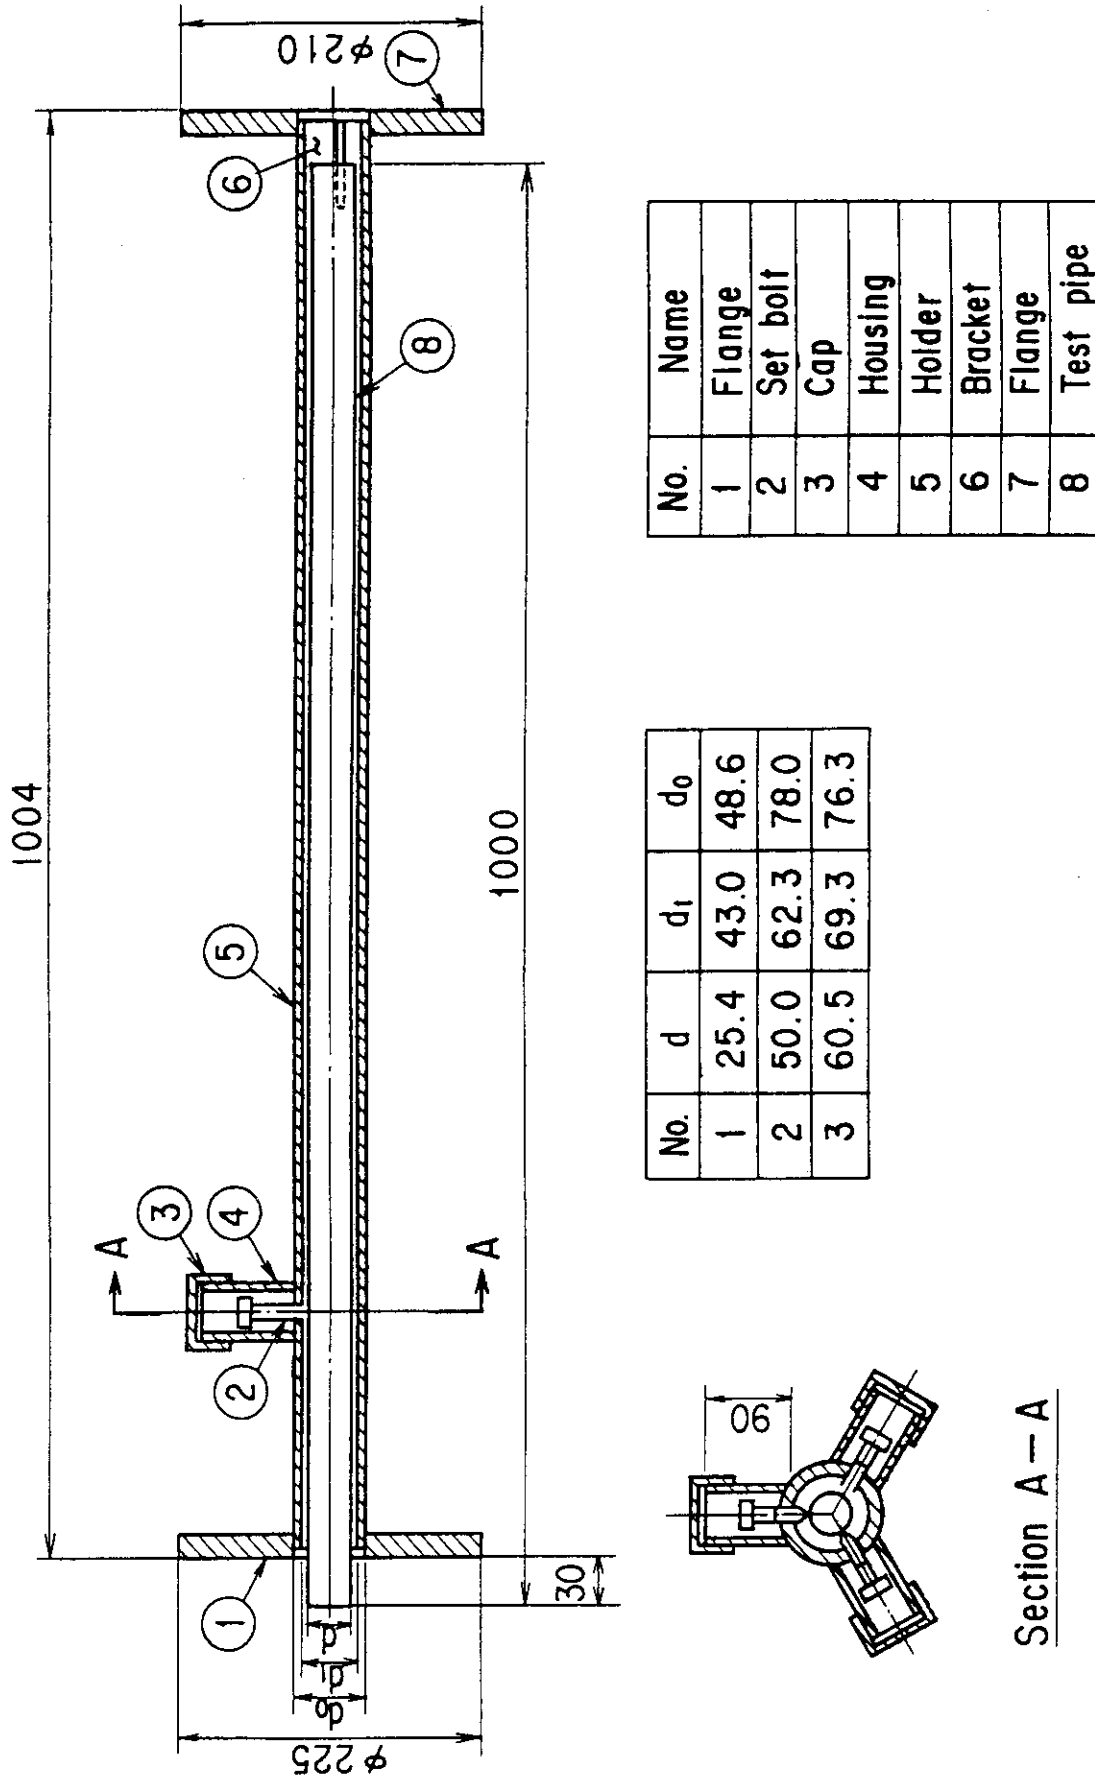 1004
φ210
7
6
3
4
5
8
A
A
2
1
1000
30
d
d1
d0
φ225
No. d d1 d0
1 25.4 43.0 48.6
2 50.0 62.3 78.0
3 60.5 69.3 76.3
No. Name
1 Flange
2 Set bolt
3 Cap
4 Housing
5 Holder
6 Bracket
7 Flange
8 Test pipe
90
Section A-A